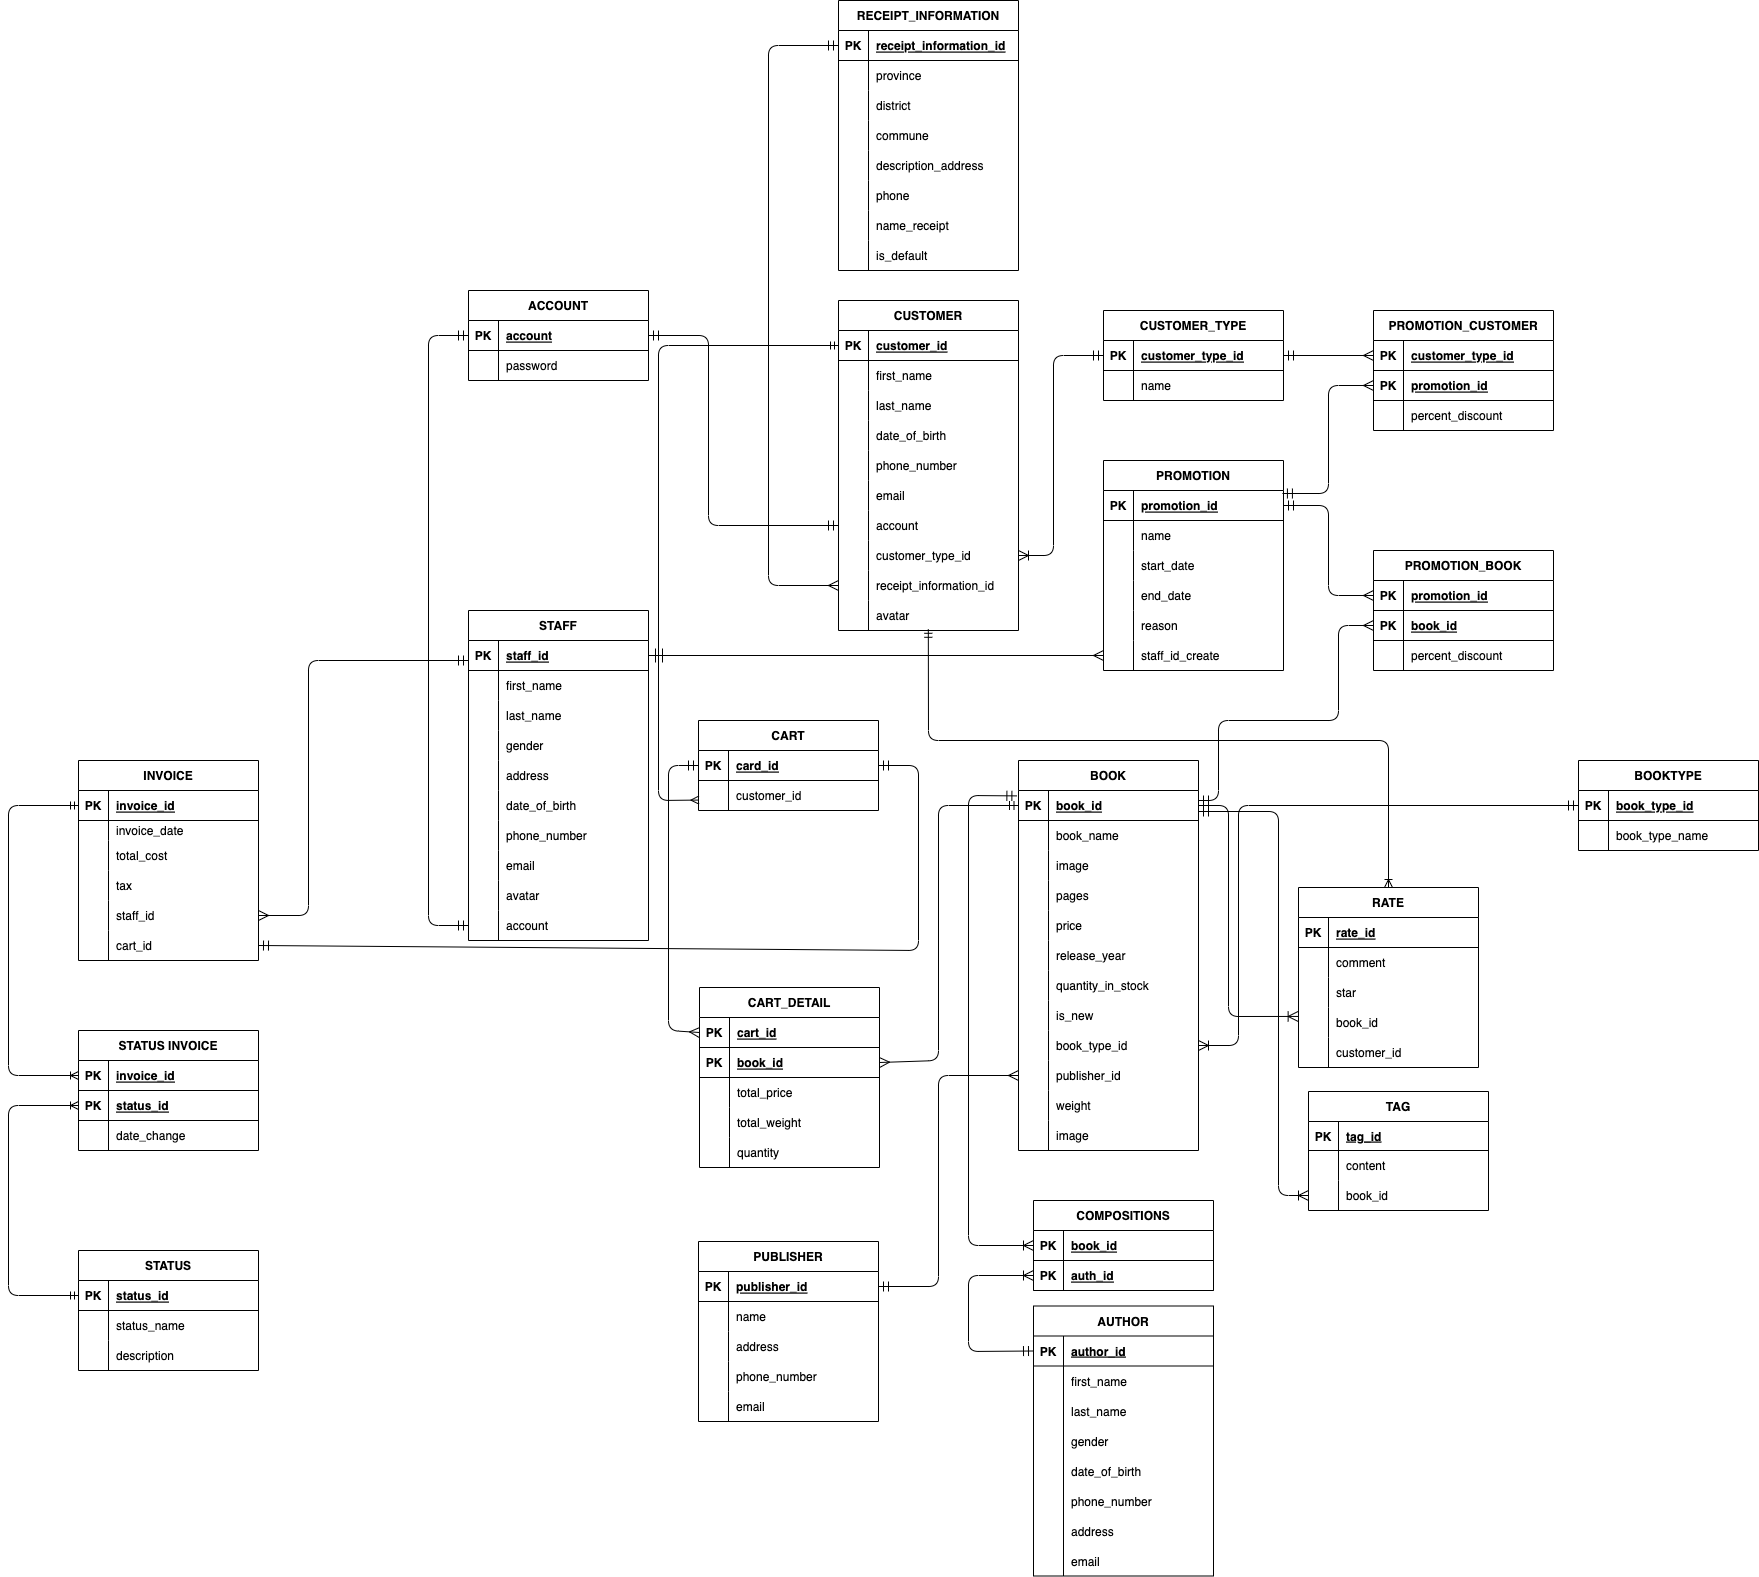 RECEIPT_INFORMATION
PK receipt_information_id
province
district
commune
description_address
phone
name_receipt
is_default
ACCOUNT
PK account
password
CUSTOMER
PK customer_id
first_name
last_name
date_of_birth
phone_number
email
account
customer_type_id
receipt_information_id
avatar
CUSTOMER_TYPE
PK customer_type_id
name
PROMOTION_CUSTOMER
PK customer_type_id
PK promotion_id
percent_discount
PROMOTION
PK promotion_id
name
start_date
end_date
reason
staff_id_create
PROMOTION_BOOK
PK promotion_id
PK book_id
percent_discount
STAFF
PK staff_id
first_name
last_name
gender
address
date_of_birth
phone_number
email
avatar
account
CART
PK card_id
customer_id
INVOICE
PK invoice_id
invoice_date
total_cost
tax
staff_id
cart_id
BOOK
PK book_id
book_name
image
pages
price
release_year
quantity_in_stock
is_new
book_type_id
publisher_id
weight
image
BOOKTYPE
PK book_type_id
book_type_name
RATE
PK rate_id
comment
star
book_id
customer_id
CART_DETAIL
PK cart_id
PK book_id
total_price
total_weight
quantity
STATUS INVOICE
PK invoice_id
PK status_id
date_change
TAG
PK tag_id
content
book_id
COMPOSITIONS
PK book_id
PK auth_id
PUBLISHER
PK publisher_id
name
address
phone_number
email
STATUS
PK status_id
status_name
description
AUTHOR
PK author_id
first_name
last_name
gender
date_of_birth
phone_number
address
email